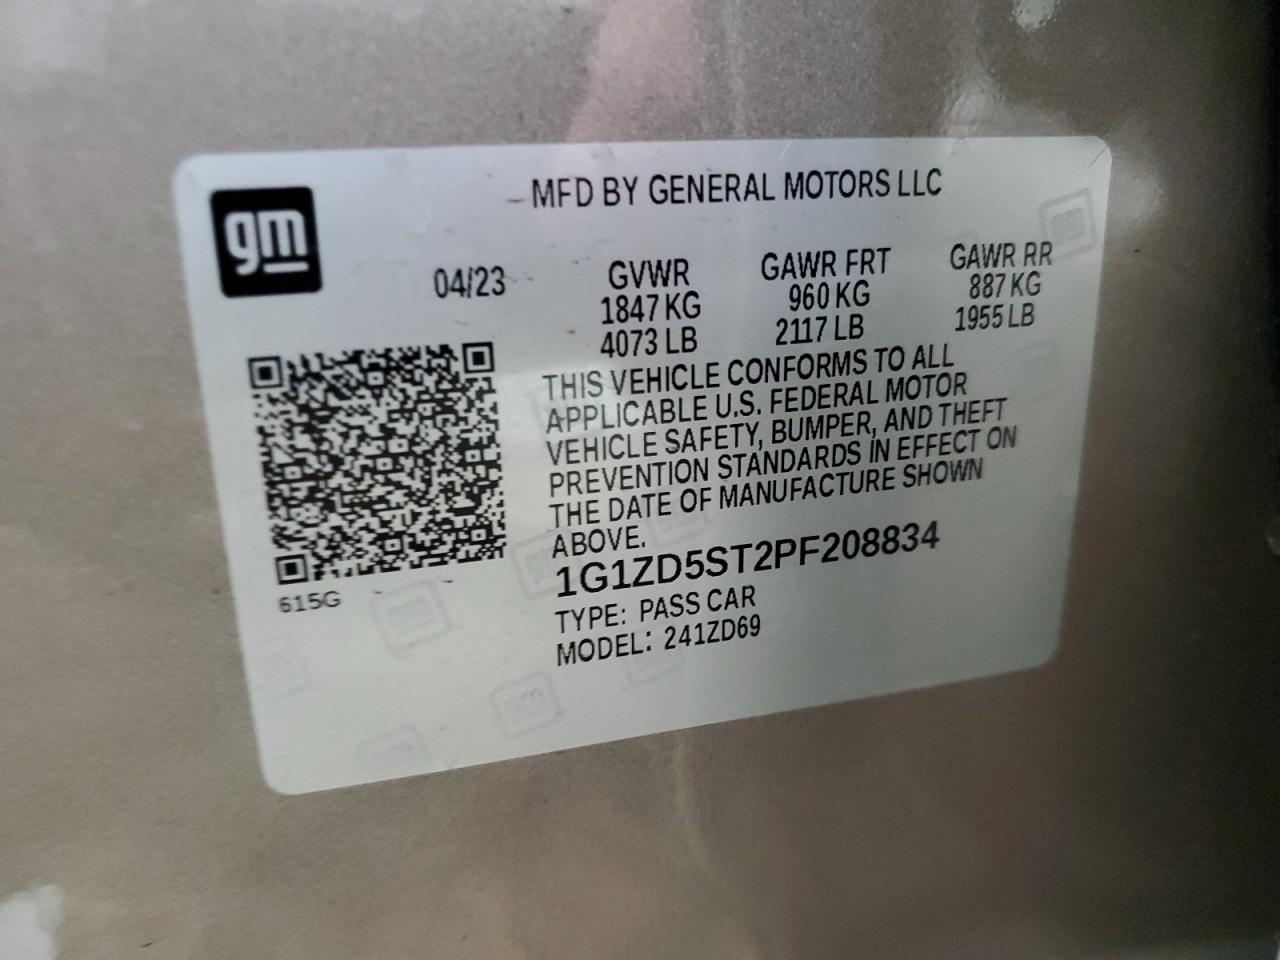 gm
MFD BY GENERAL MOTORS LLC
04/23 GVWR GAWR FRT GAWR RR
1847 KG 960 KG 887 KG
4073 LB 2117 LB 1955 LB
THIS VEHICLE CONFORMS TO ALL
APPLICABLE U.S. FEDERAL MOTOR
VEHICLE SAFETY, BUMPER, AND THEFT
PREVENTION STANDARDS IN EFFECT ON
THE DATE OF MANUFACTURE SHOWN
ABOVE.
1G1ZD5ST2PF208834
TYPE: PASS CAR
MODEL: 241ZD69
615G